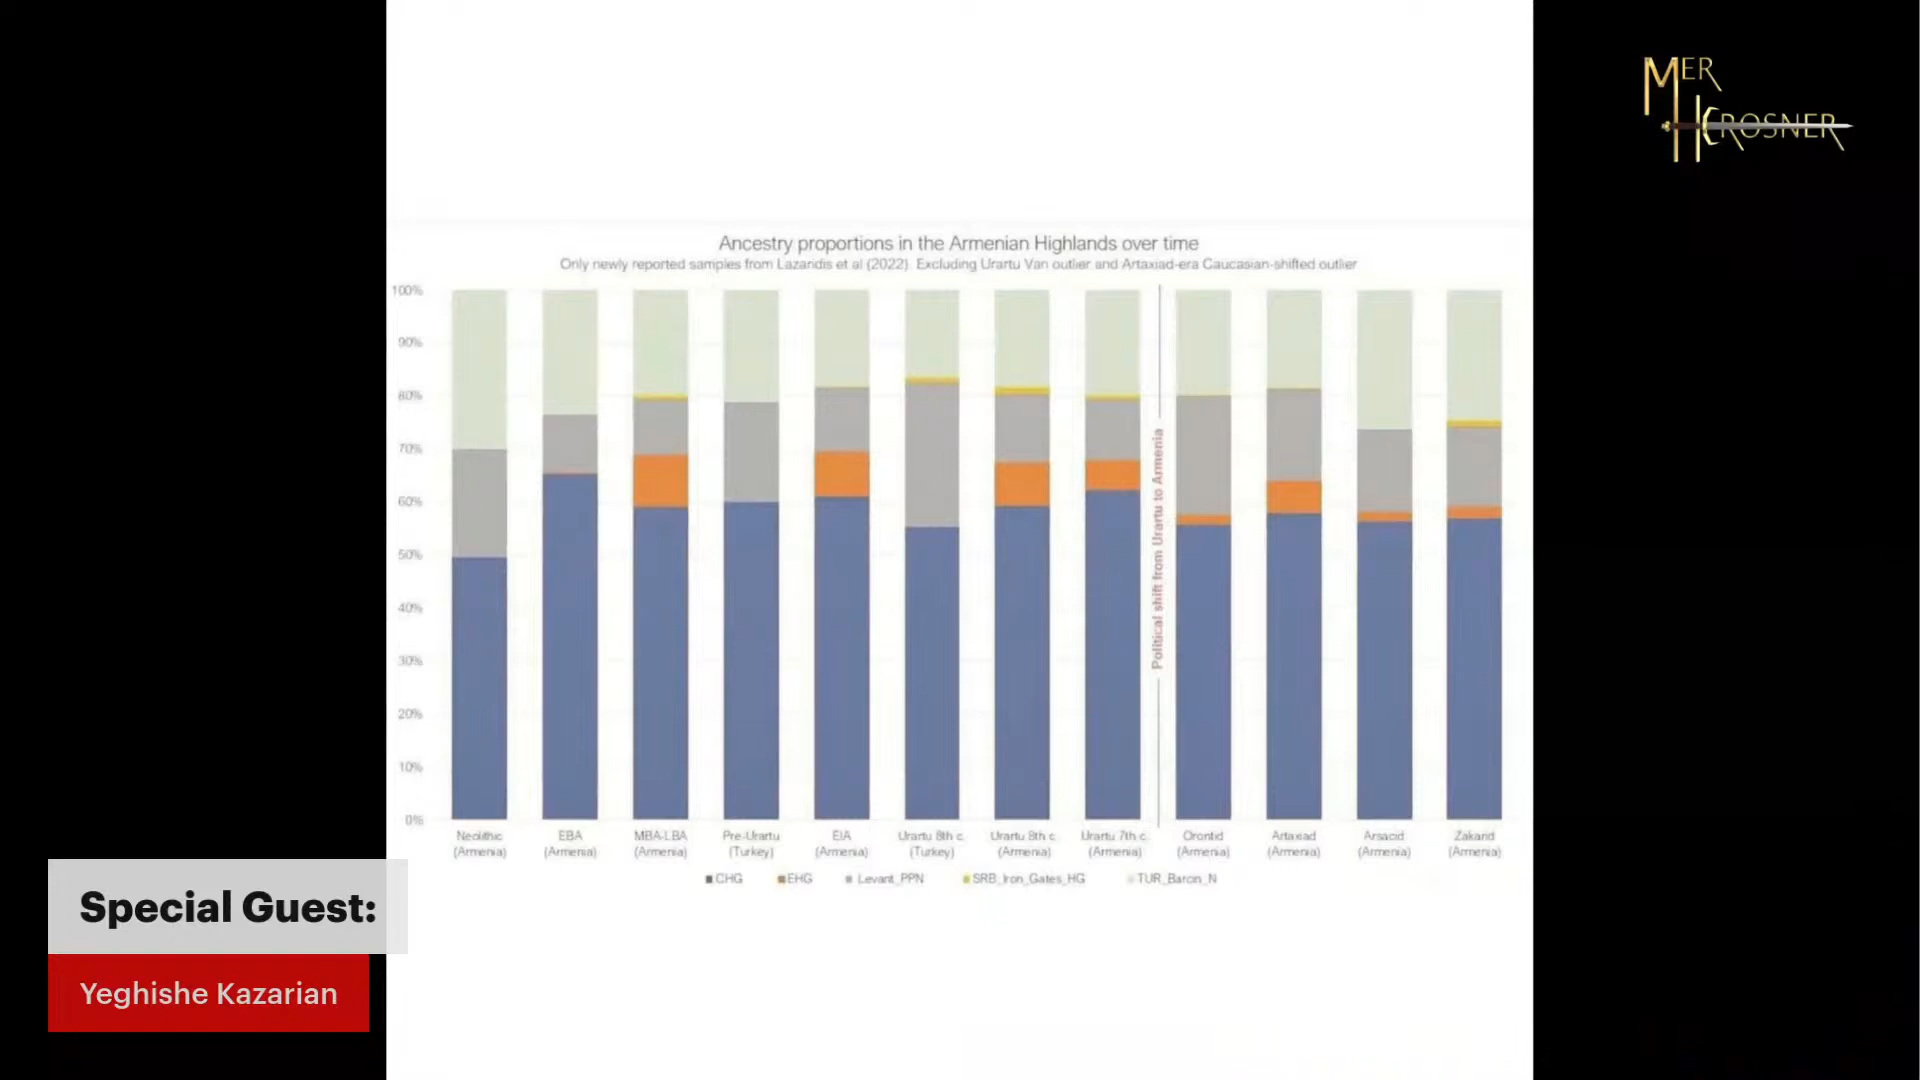 MER
HEROSNER
Ancestry proportions in the Armenian Highlands over time
Only newly reported samples from Lazaridis et al (2022). Excluding Urartu Van outlier and Artaxiad-era Caucasian-shifted outlier
100%
90%
80%
70%
60%
50%
40%
30%
20%
10%
0%
Political shift from Urartu to Armenia
Neolithic (Armenia)
EBA (Armenia)
MBA-LBA (Armenia)
Pre-Urartu (Turkey)
EIA (Armenia)
Urartu 8th c. (Turkey)
Urartu 8th c. (Armenia)
Urartu 7th c. (Armenia)
Orontid (Armenia)
Artaxiad (Armenia)
Arsacid (Armenia)
Zakarid (Armenia)
CHG EHG Levant_PPN SRB_Iron_Gates_HG TUR_Barcin_N
Special Guest:
Yeghishe Kazarian